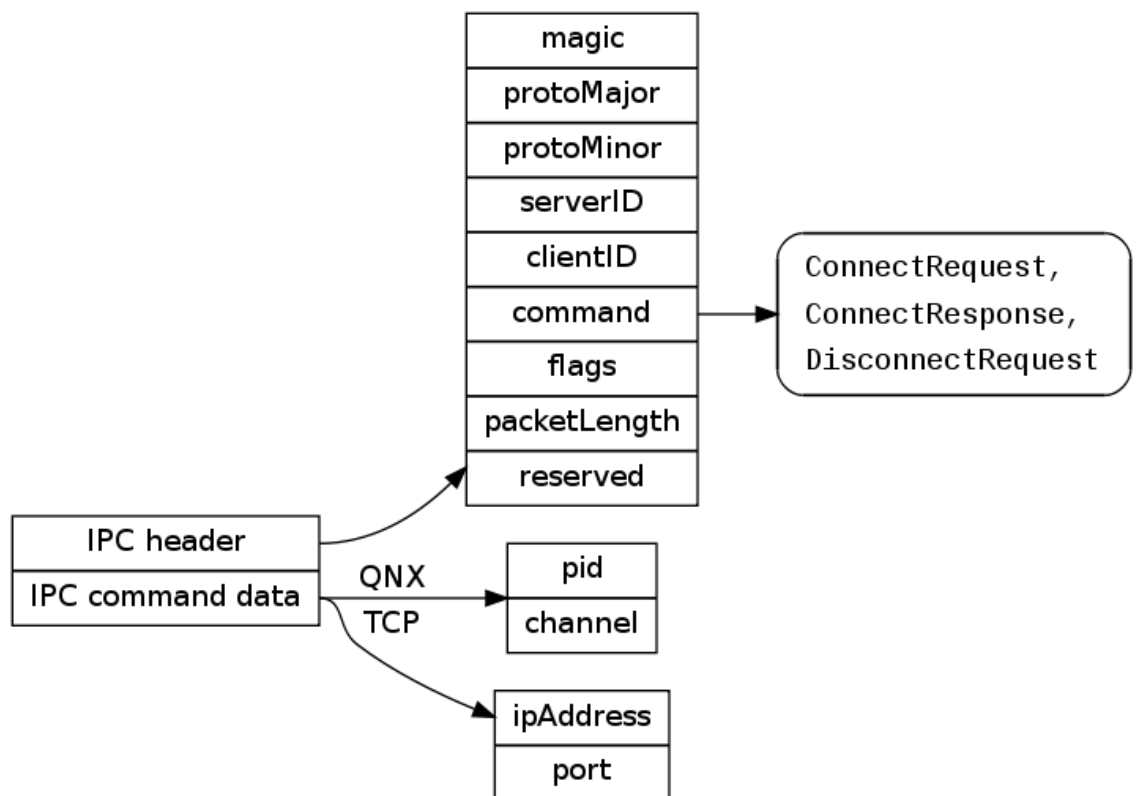 magic
protoMajor
protoMinor
serverID
clientID
command
flags
packetLength
reserved
ConnectRequest,
ConnectResponse,
DisconnectRequest
IPC header
IPC command data
QNX
TCP
pid
channel
ipAddress
port